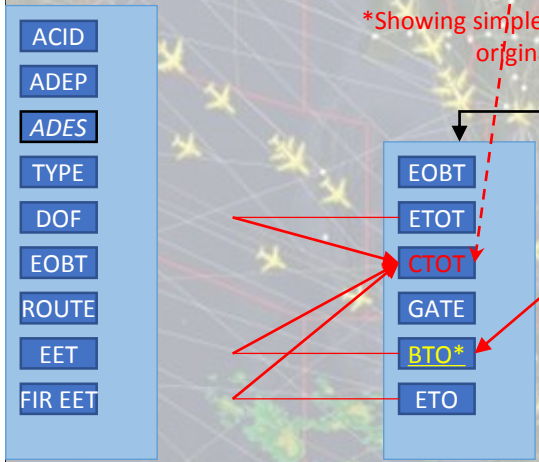 *Showing simple
origin
ACID
ADEP
ADES
TYPE
DOF
EOBT
ROUTE
EET
FIR EET
EOBT
ETOT
CTOT
GATE
BTO*
ETO